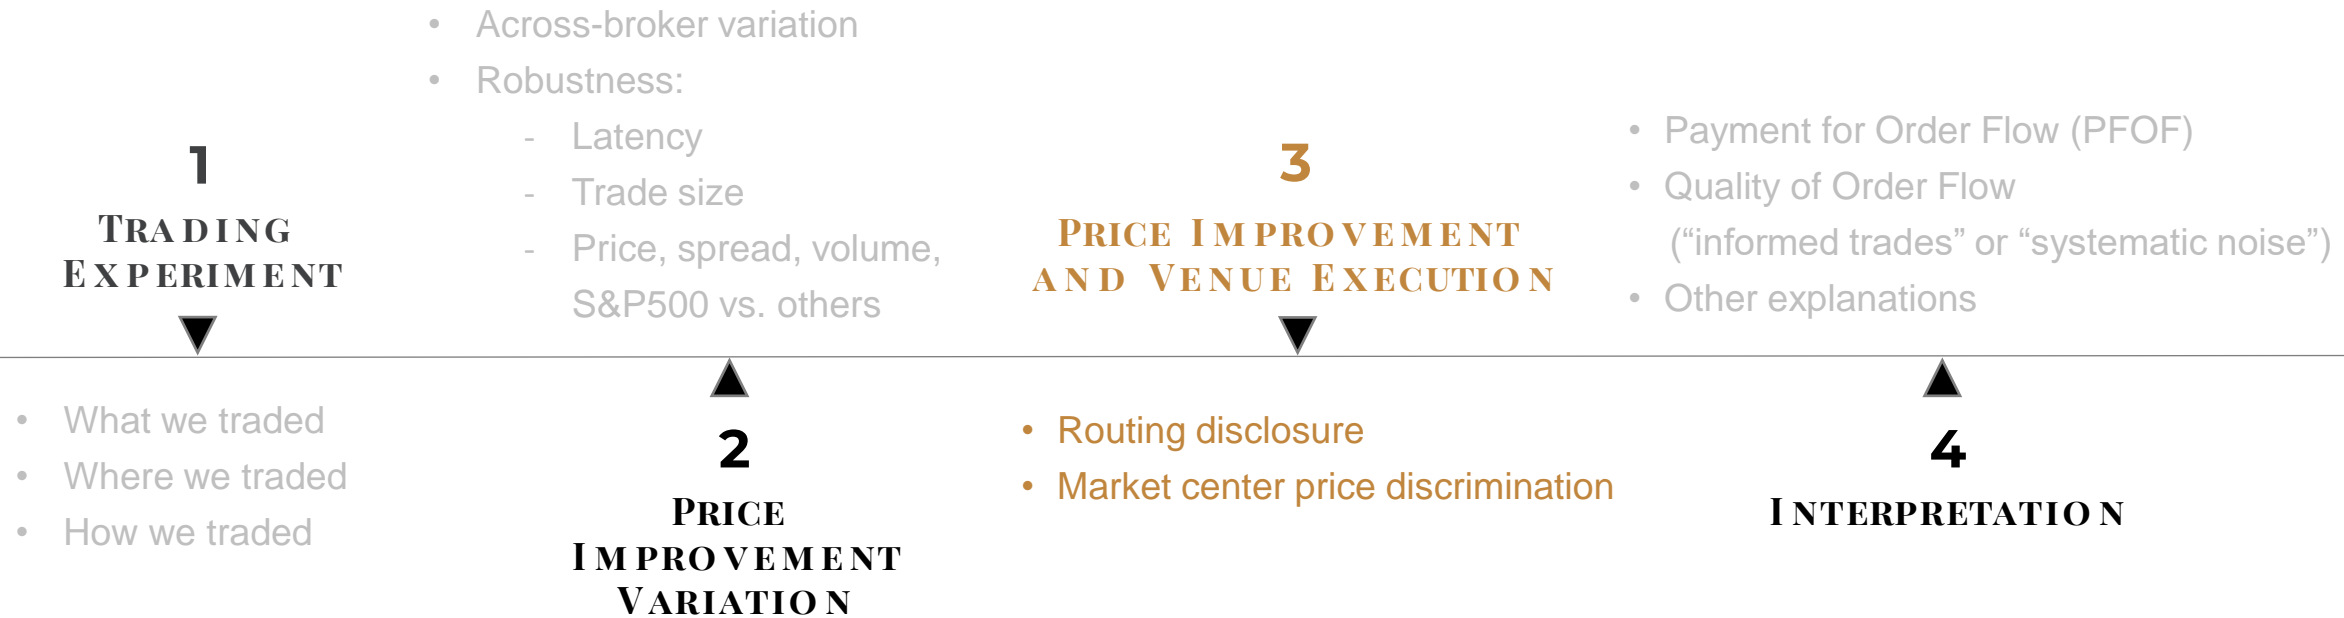 1
TRADING
EXPERIMENT
• What we traded
• Where we traded
• How we traded
• Across-broker variation
• Robustness:
- Latency
- Trade size
- Price, spread, volume,
S&P500 vs. others
2
PRICE
IMPROVEMENT
VARIATION
3
PRICE IMPROVEMENT
AND VENUE EXECUTION
• Routing disclosure
• Market center price discrimination
• Payment for Order Flow (PFOF)
• Quality of Order Flow
(“informed trades” or “systematic noise”)
• Other explanations
4
INTERPRETATION